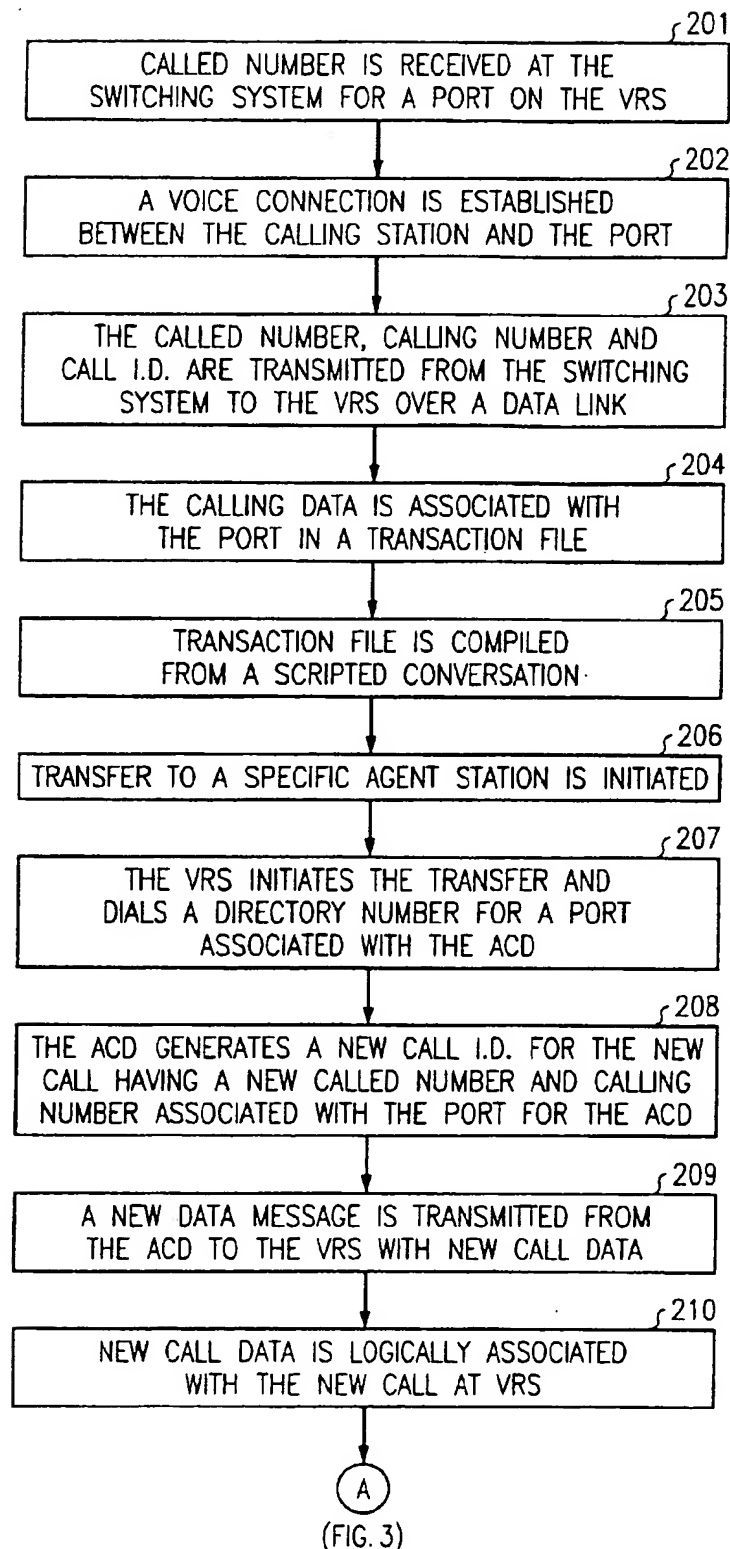 201
CALLED NUMBER IS RECEIVED AT THE
SWITCHING SYSTEM FOR A PORT ON THE VRS
202
A VOICE CONNECTION IS ESTABLISHED
BETWEEN THE CALLING STATION AND THE PORT
203
THE CALLED NUMBER, CALLING NUMBER AND
CALL I.D. ARE TRANSMITTED FROM THE SWITCHING
SYSTEM TO THE VRS OVER A DATA LINK
204
THE CALLING DATA IS ASSOCIATED WITH
THE PORT IN A TRANSACTION FILE
205
TRANSACTION FILE IS COMPILED
FROM A SCRIPTED CONVERSATION
206
TRANSFER TO A SPECIFIC AGENT STATION IS INITIATED
207
THE VRS INITIATES THE TRANSFER AND
DIALS A DIRECTORY NUMBER FOR A PORT
ASSOCIATED WITH THE ACD
208
THE ACD GENERATES A NEW CALL I.D. FOR THE NEW
CALL HAVING A NEW CALLED NUMBER AND CALLING
NUMBER ASSOCIATED WITH THE PORT FOR THE ACD
209
A NEW DATA MESSAGE IS TRANSMITTED FROM
THE ACD TO THE VRS WITH NEW CALL DATA
210
NEW CALL DATA IS LOGICALLY ASSOCIATED
WITH THE NEW CALL AT VRS
A
(FIG. 3)